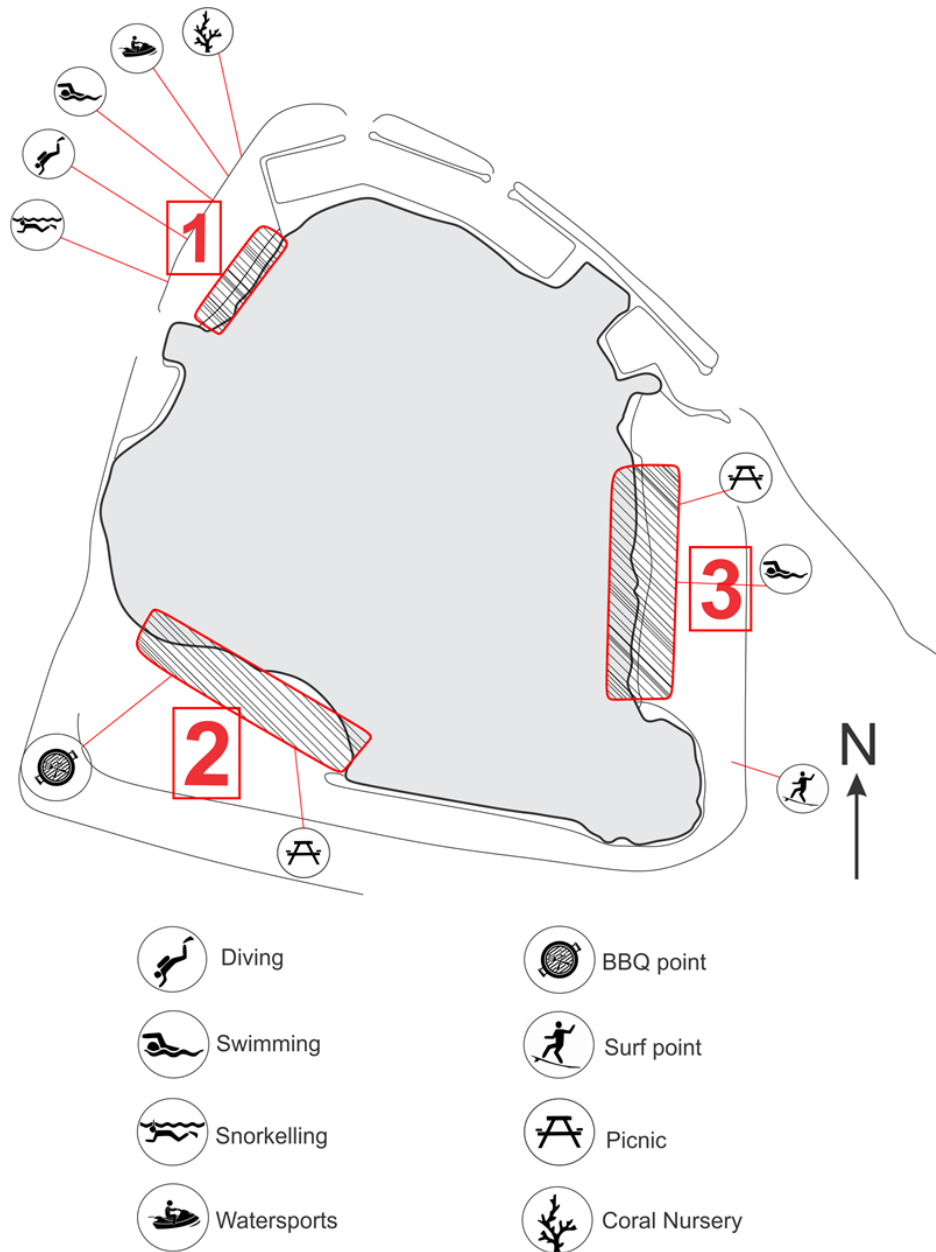 1
3
2
N
Diving
BBQ point
Swimming
Surf point
Snorkelling
Picnic
Watersports
Coral Nursery